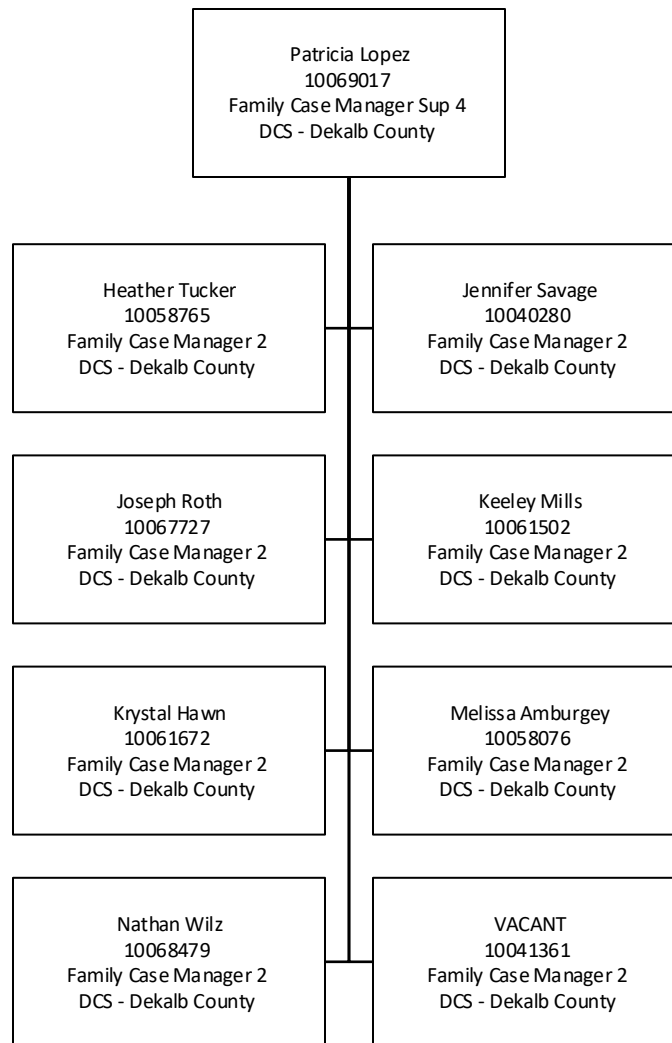 Patricia Lopez
10069017
Family Case Manager Sup 4
DCS - Dekalb County
Heather Tucker
10058765
Family Case Manager 2
DCS - Dekalb County
Jennifer Savage
10040280
Family Case Manager 2
DCS - Dekalb County
Joseph Roth
10067727
Family Case Manager 2
DCS - Dekalb County
Keeley Mills
10061502
Family Case Manager 2
DCS - Dekalb County
Krystal Hawn
10061672
Family Case Manager 2
DCS - Dekalb County
Melissa Amburgey
10058076
Family Case Manager 2
DCS - Dekalb County
Nathan Wilz
10068479
Family Case Manager 2
DCS - Dekalb County
VACANT
10041361
Family Case Manager 2
DCS - Dekalb County